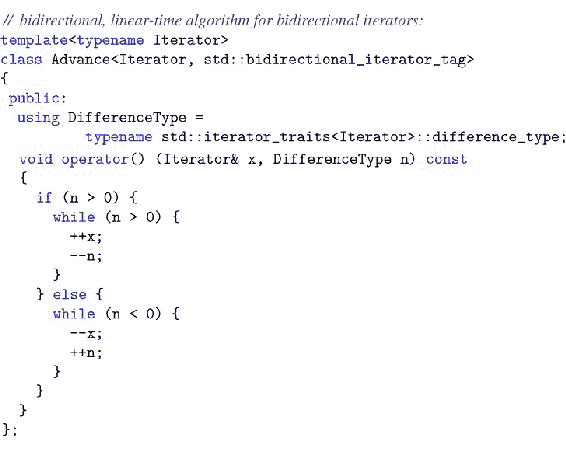 // bidirectional, linear-time algorithm for bidirectional iterators:
template<typename Iterator>
class Advance<Iterator, std::bidirectional_iterator_tag>
{
public:
using DifferenceType =
typename std::iterator_traits<Iterator>::difference_type;
void operator() (Iterator& x, DifferenceType n) const
{
if (n > 0) {
while (n > 0) {
++x;
--n;
}
} else {
while (n < 0) {
--x;
++n;
}
}
}
};